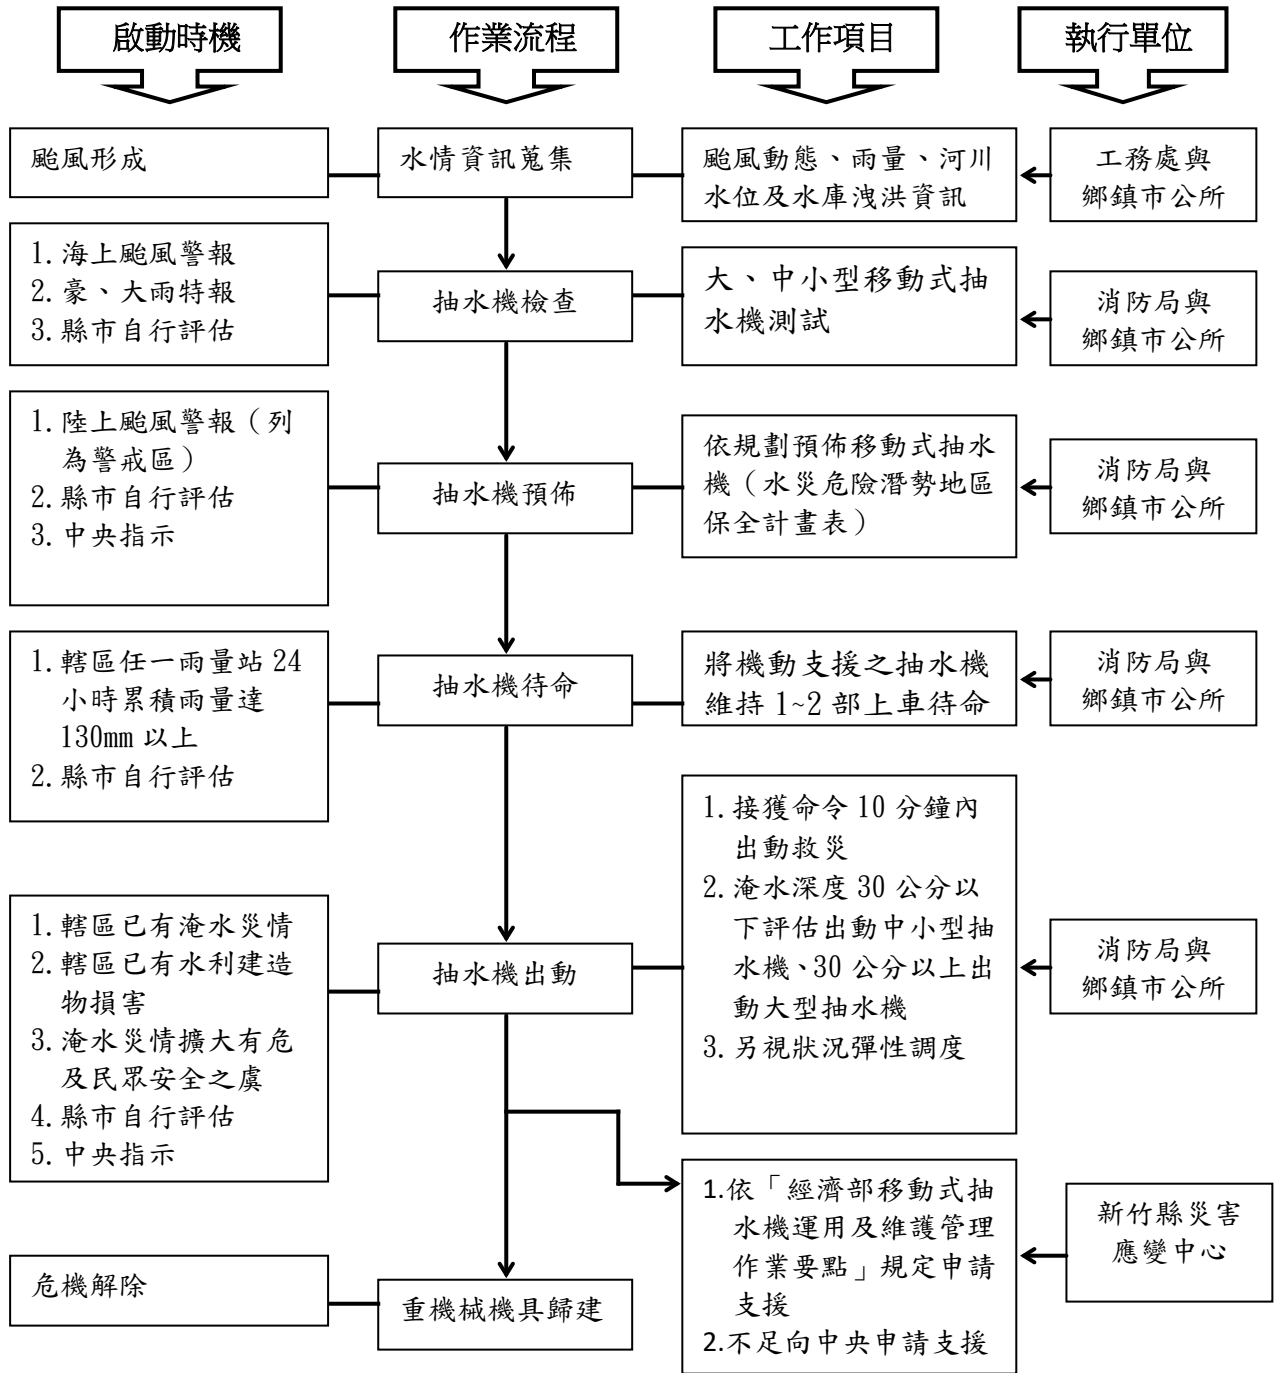 啟動時機
作業流程
工作項目
執行單位
颱風形成
水情資訊蒐集
颱風動態、雨量、河川
水位及水庫洩洪資訊
工務處與
鄉鎮市公所
1.海上颱風警報
2.豪、大雨特報
3.縣市自行評估
抽水機檢查
大、中小型移動式抽
水機測試
消防局與
鄉鎮市公所
1.陸上颱風警報（列
為警戒區）
2.縣市自行評估
3.中央指示
抽水機預佈
依規劃預佈移動式抽水
機（水災危險潛勢地區
保全計畫表）
消防局與
鄉鎮市公所
1.轄區任一雨量站 24
小時累積雨量達
130mm 以上
2.縣市自行評估
抽水機待命
將機動支援之抽水機
維持 1~2 部上車待命
消防局與
鄉鎮市公所
1.轄區已有淹水災情
2.轄區已有水利建造
物損害
3.淹水災情擴大有危
及民眾安全之虞
4.縣市自行評估
5.中央指示
抽水機出動
1.接獲命令 10 分鐘內
出動救災
2.淹水深度 30 公分以
下評估出動中小型抽
水機、30 公分以上出
動大型抽水機
3.另視狀況彈性調度
消防局與
鄉鎮市公所
1.依「經濟部移動式抽
水機運用及維護管理
作業要點」規定申請
支援
2.不足向中央申請支援
新竹縣災害
應變中心
危機解除
重機械機具歸建